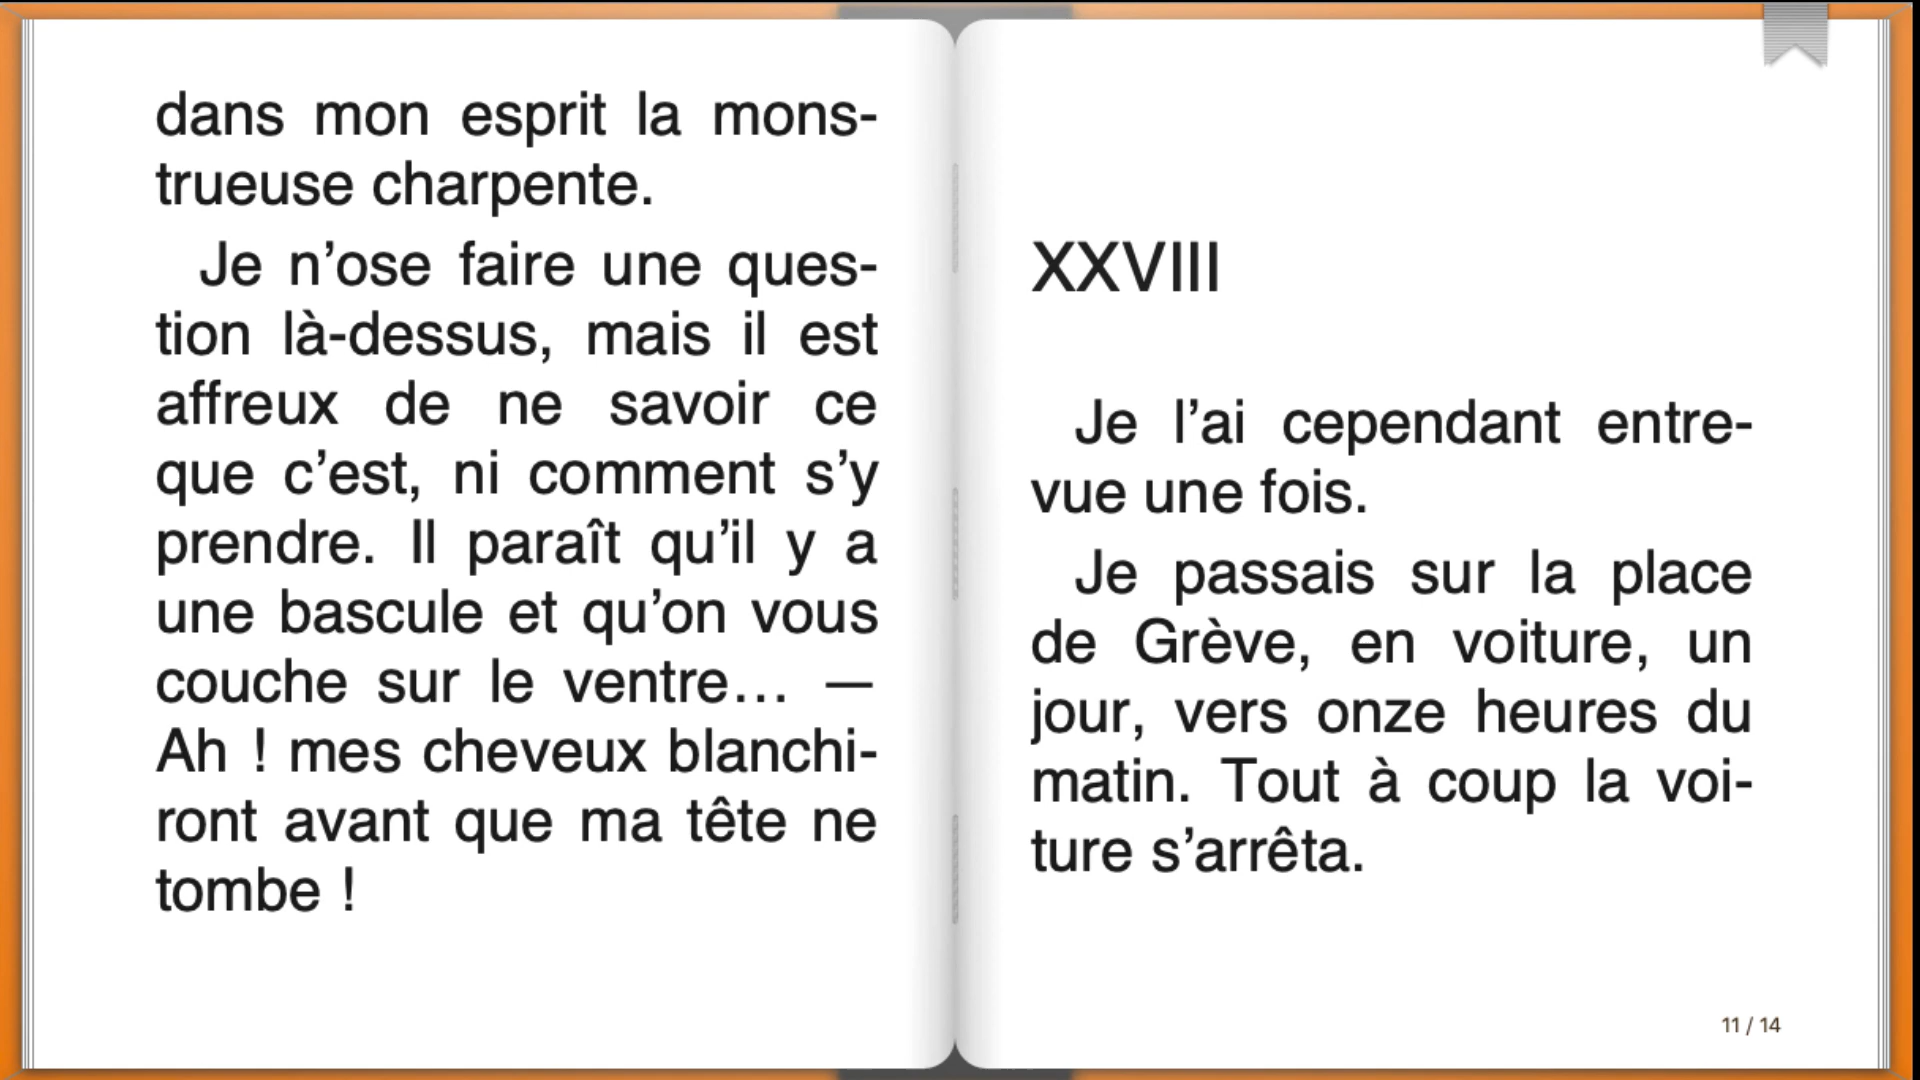 dans mon esprit la mons-
trueuse charpente.
Je n’ose faire une ques-
tion là-dessus, mais il est
affreux de ne savoir ce
que c’est, ni comment s’y
prendre. Il paraît qu’il y a
une bascule et qu’on vous
couche sur le ventre… —
Ah ! mes cheveux blanchi-
ront avant que ma tête ne
tombe !
XXVIII
Je l’ai cependant entre-
vue une fois.
Je passais sur la place
de Grève, en voiture, un
jour, vers onze heures du
matin. Tout à coup la voi-
ture s’arrêta.
11 / 14